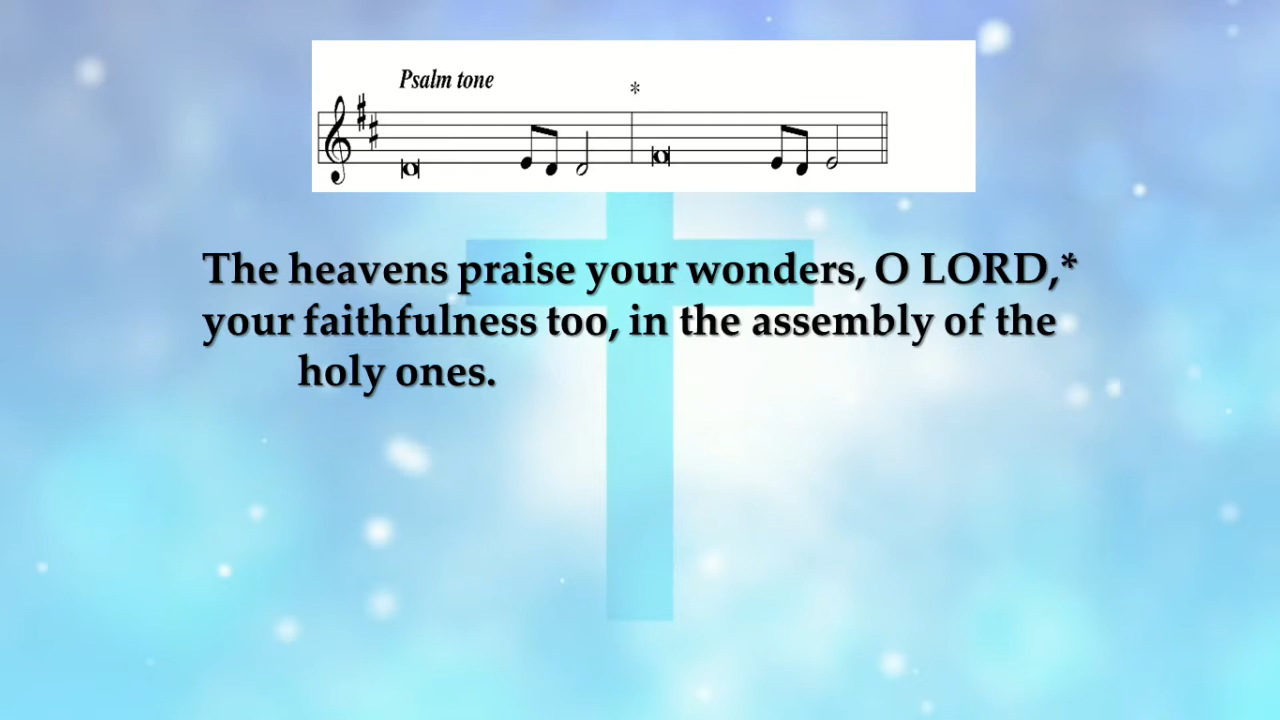 Psalm tone
*
The heavens praise your wonders, O LORD,*
your faithfulness too, in the assembly of the
holy ones.